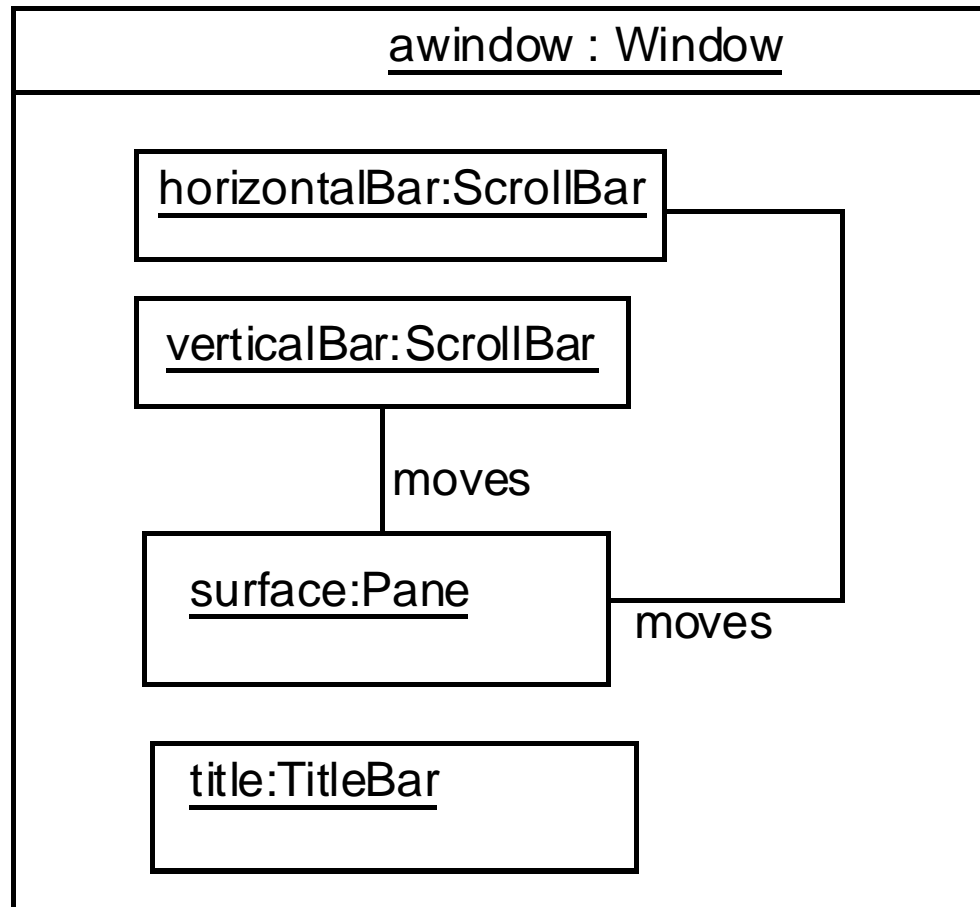 awindow : Window
horizontalBar:ScrollBar
verticalBar:ScrollBar
moves
surface:Pane
moves
title:TitleBar